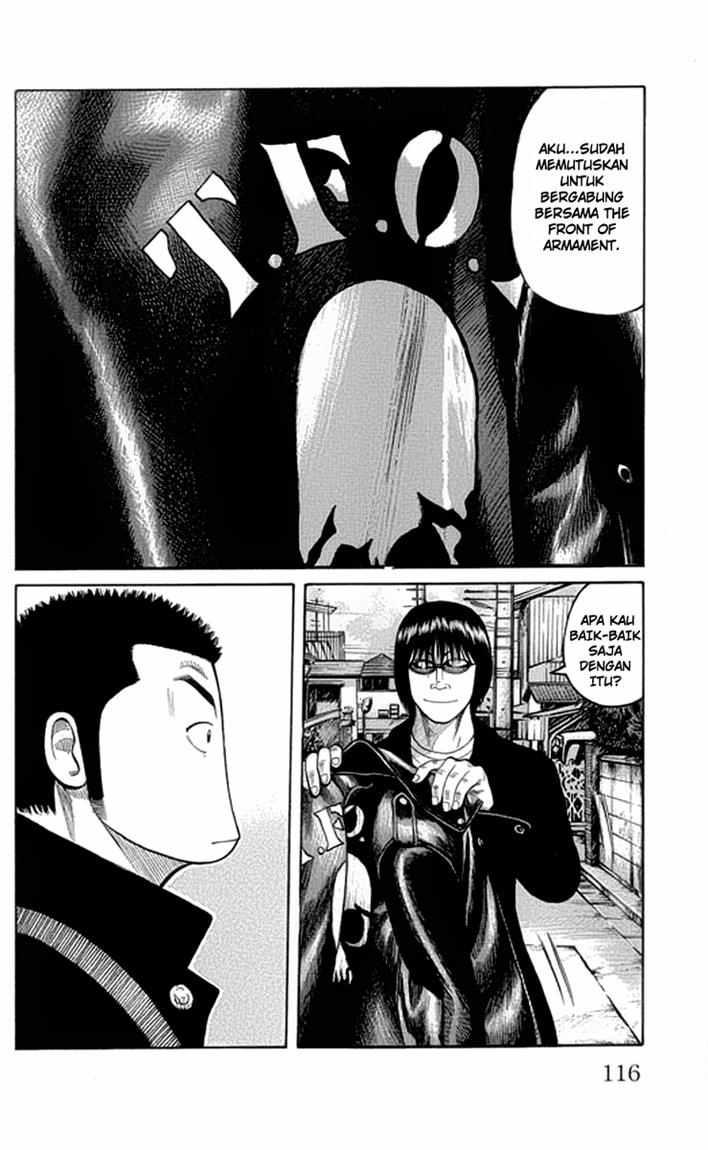 AKU...SUDAH
MEMUTUSKAN
UNTUK
BERGABUNG
BERSAMA THE
FRONT OF
ARMAMENT.
T.F.O.
APA KAU
BAIK-BAIK
SAJA
DENGAN
ITU?
.F
116